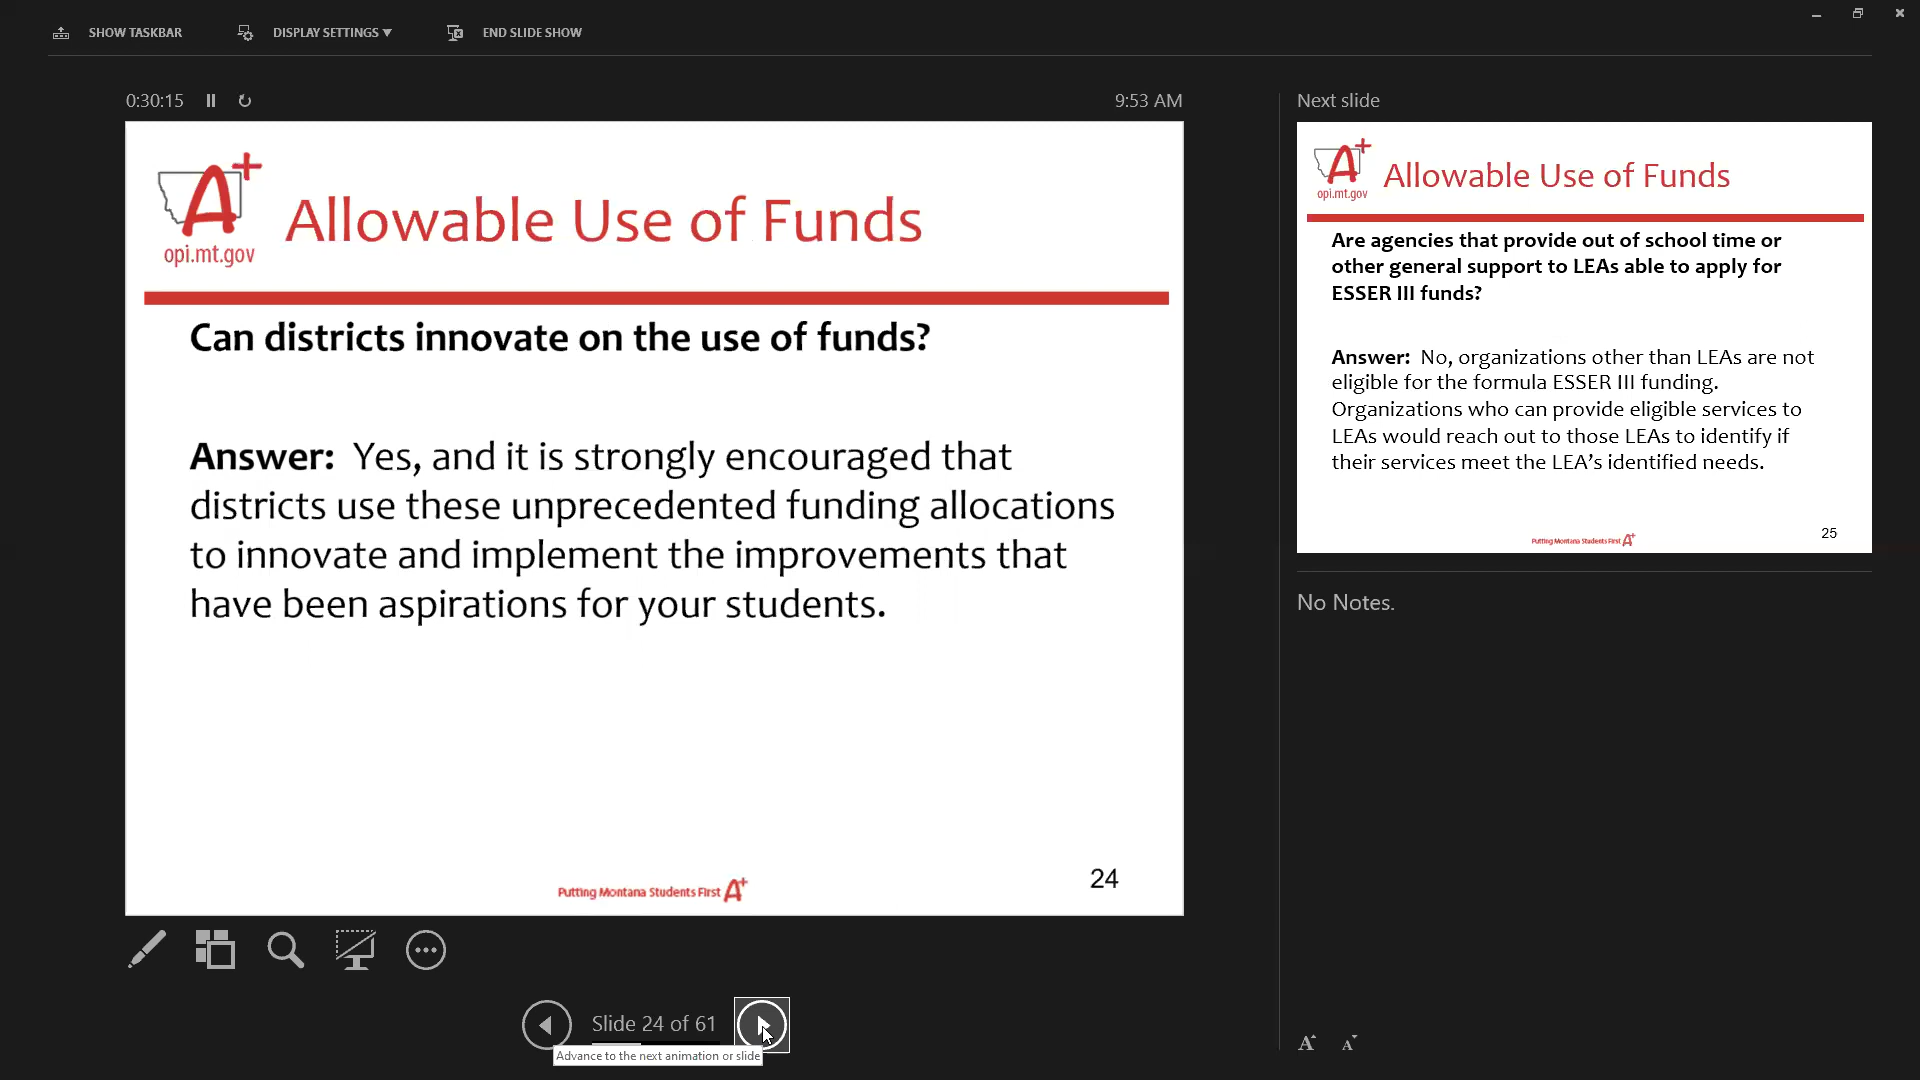 SHOW TASKBAR
DISPLAY SETTINGS ▼
END SLIDE SHOW
0:30:15
9:53 AM
A+
opi.mt.gov
Allowable Use of Funds
Can districts innovate on the use of funds?
Answer: Yes, and it is strongly encouraged that
districts use these unprecedented funding allocations
to innovate and implement the improvements that
have been aspirations for your students.
Putting Montana Students First A+
24
Slide 24 of 61
Advance to the next animation or slide
Next slide
A+
opi.mt.gov
Allowable Use of Funds
Are agencies that provide out of school time or
other general support to LEAs able to apply for
ESSER III funds?
Answer: No, organizations other than LEAs are not
eligible for the formula ESSER III funding.
Organizations who can provide eligible services to
LEAs would reach out to those LEAs to identify if
their services meet the LEA’s identified needs.
Putting Montana Students First A+
25
No Notes.
A A